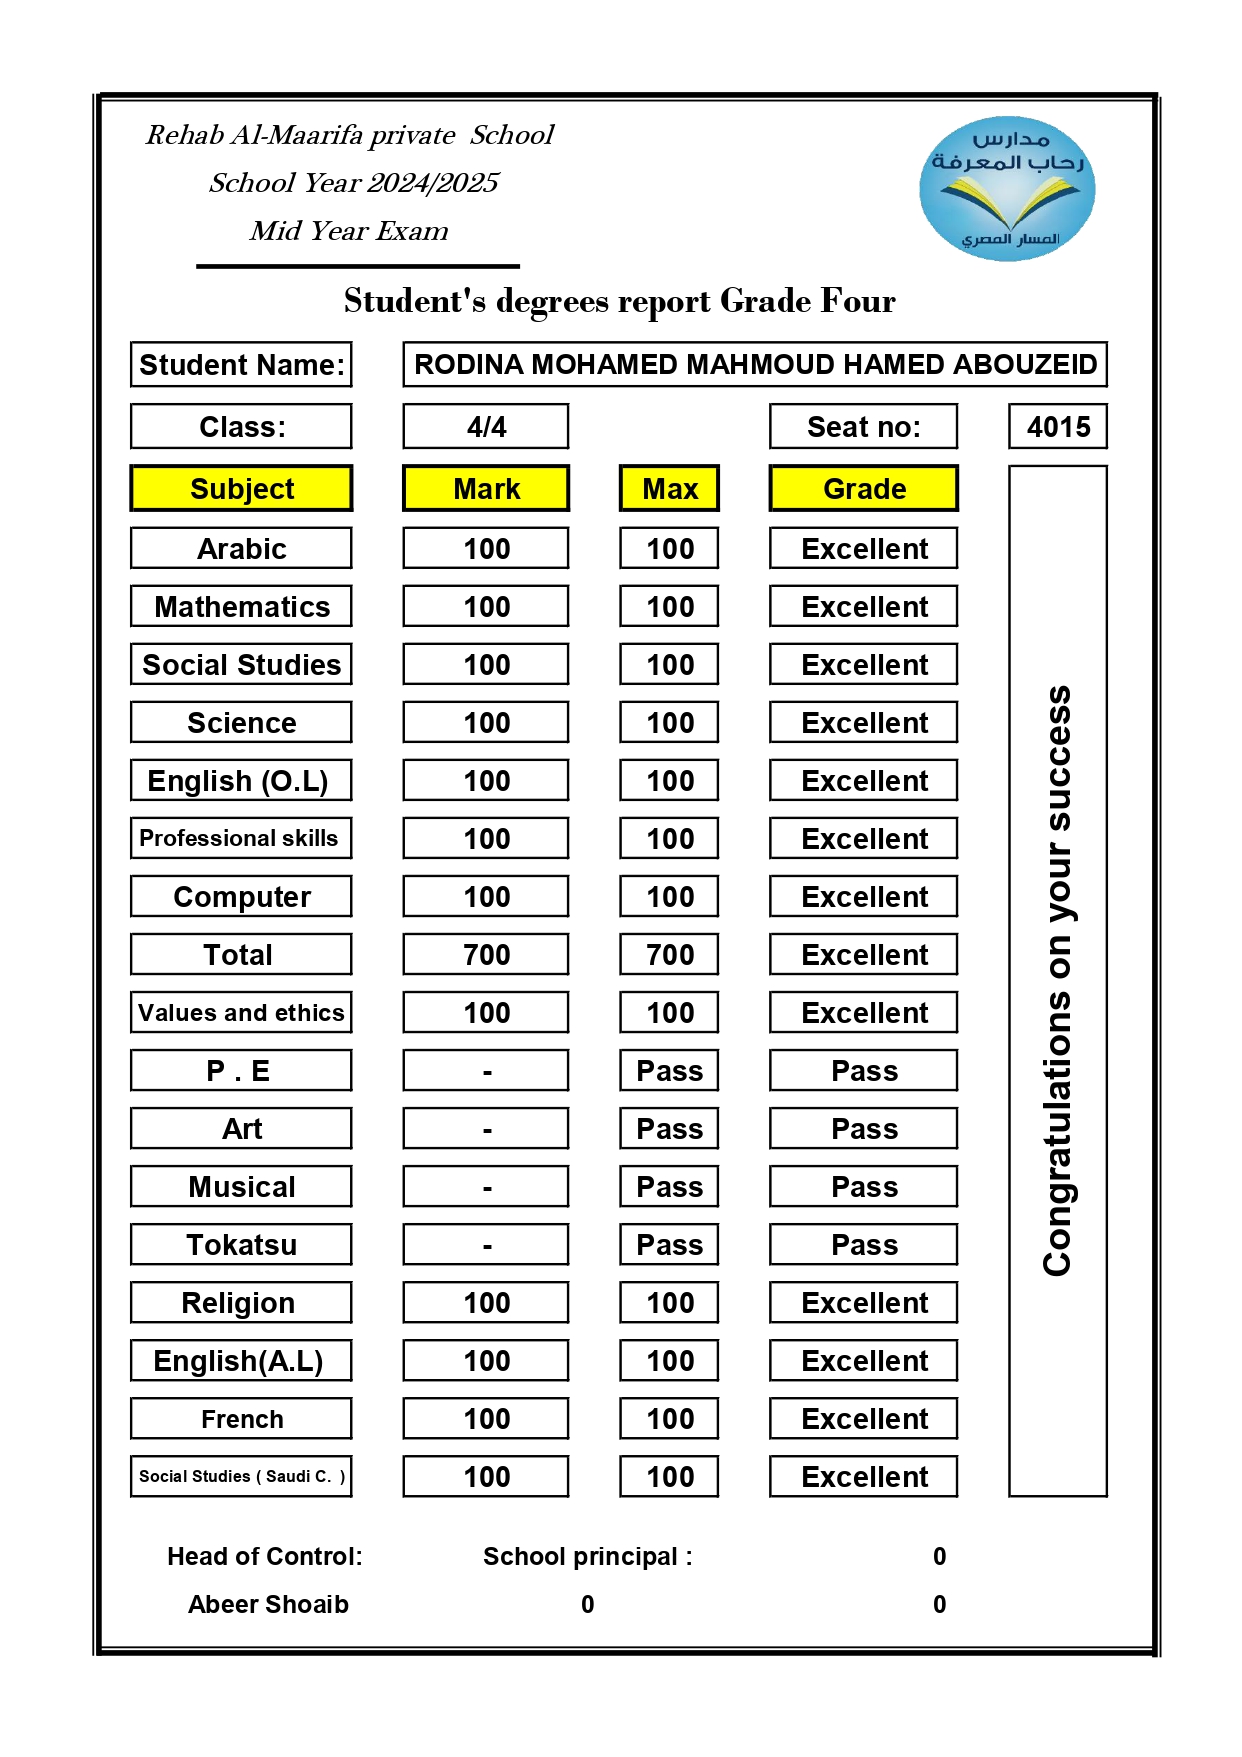 Rehab Al-Maarifa private School
School Year 2024/2025
Mid Year Exam
مدارس
رحاب المعرفة
المسار المصري
Student's degrees report Grade Four
Student Name: RODINA MOHAMED MAHMOUD HAMED ABOUZEID
Class: 4/4 Seat no: 4015
Subject Mark Max Grade
Arabic 100 100 Excellent
Mathematics 100 100 Excellent
Social Studies 100 100 Excellent
Science 100 100 Excellent
English (O.L) 100 100 Excellent
Professional skills 100 100 Excellent
Computer 100 100 Excellent
Total 700 700 Excellent
Values and ethics 100 100 Excellent
P . E - Pass Pass
Art - Pass Pass
Musical - Pass Pass
Tokatsu - Pass Pass
Religion 100 100 Excellent
English(A.L) 100 100 Excellent
French 100 100 Excellent
Social Studies ( Saudi C. ) 100 100 Excellent
Congratulations on your success
Head of Control: School principal : 0
Abeer Shoaib 0 0